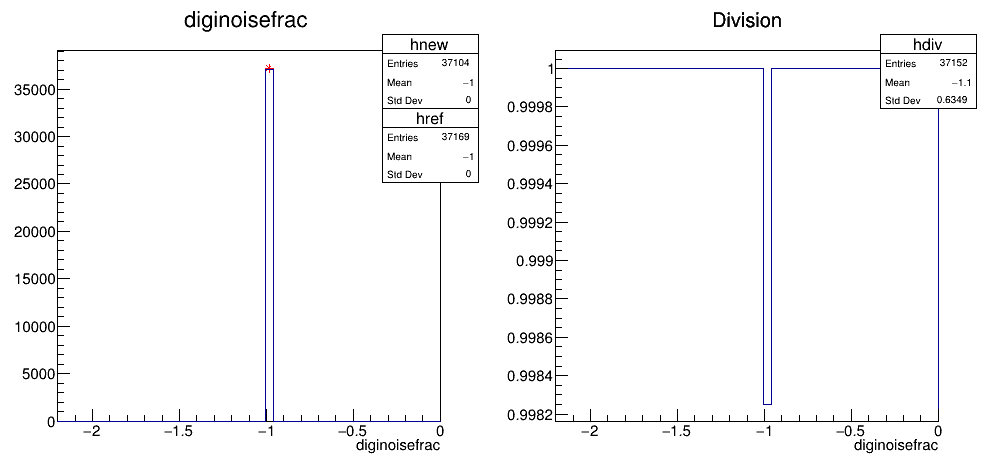 diginoisefrac
hnew
Entries 37104
Mean −1
Std Dev 0
href
Entries 37169
Mean −1
Std Dev 0
35000
30000
25000
20000
15000
10000
5000
0
−2 −1.5 −1 −0.5 0
diginoisefrac
Division
hdiv
Entries 37152
Mean −1.1
Std Dev 0.6349
1
0.9998
0.9996
0.9994
0.9992
0.999
0.9988
0.9986
0.9984
0.9982
−2 −1.5 −1 −0.5 0
diginoisefrac